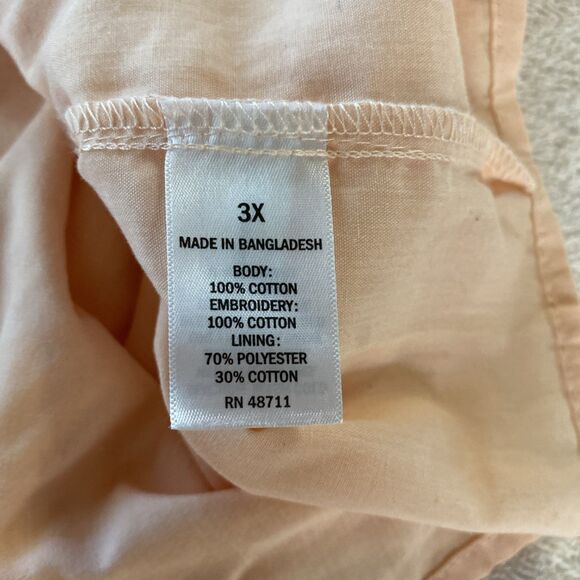 3X
MADE IN BANGLADESH
BODY:
100% COTTON
EMBROIDERY:
100% COTTON
LINING:
70% POLYESTER
30% COTTON
RN 48711